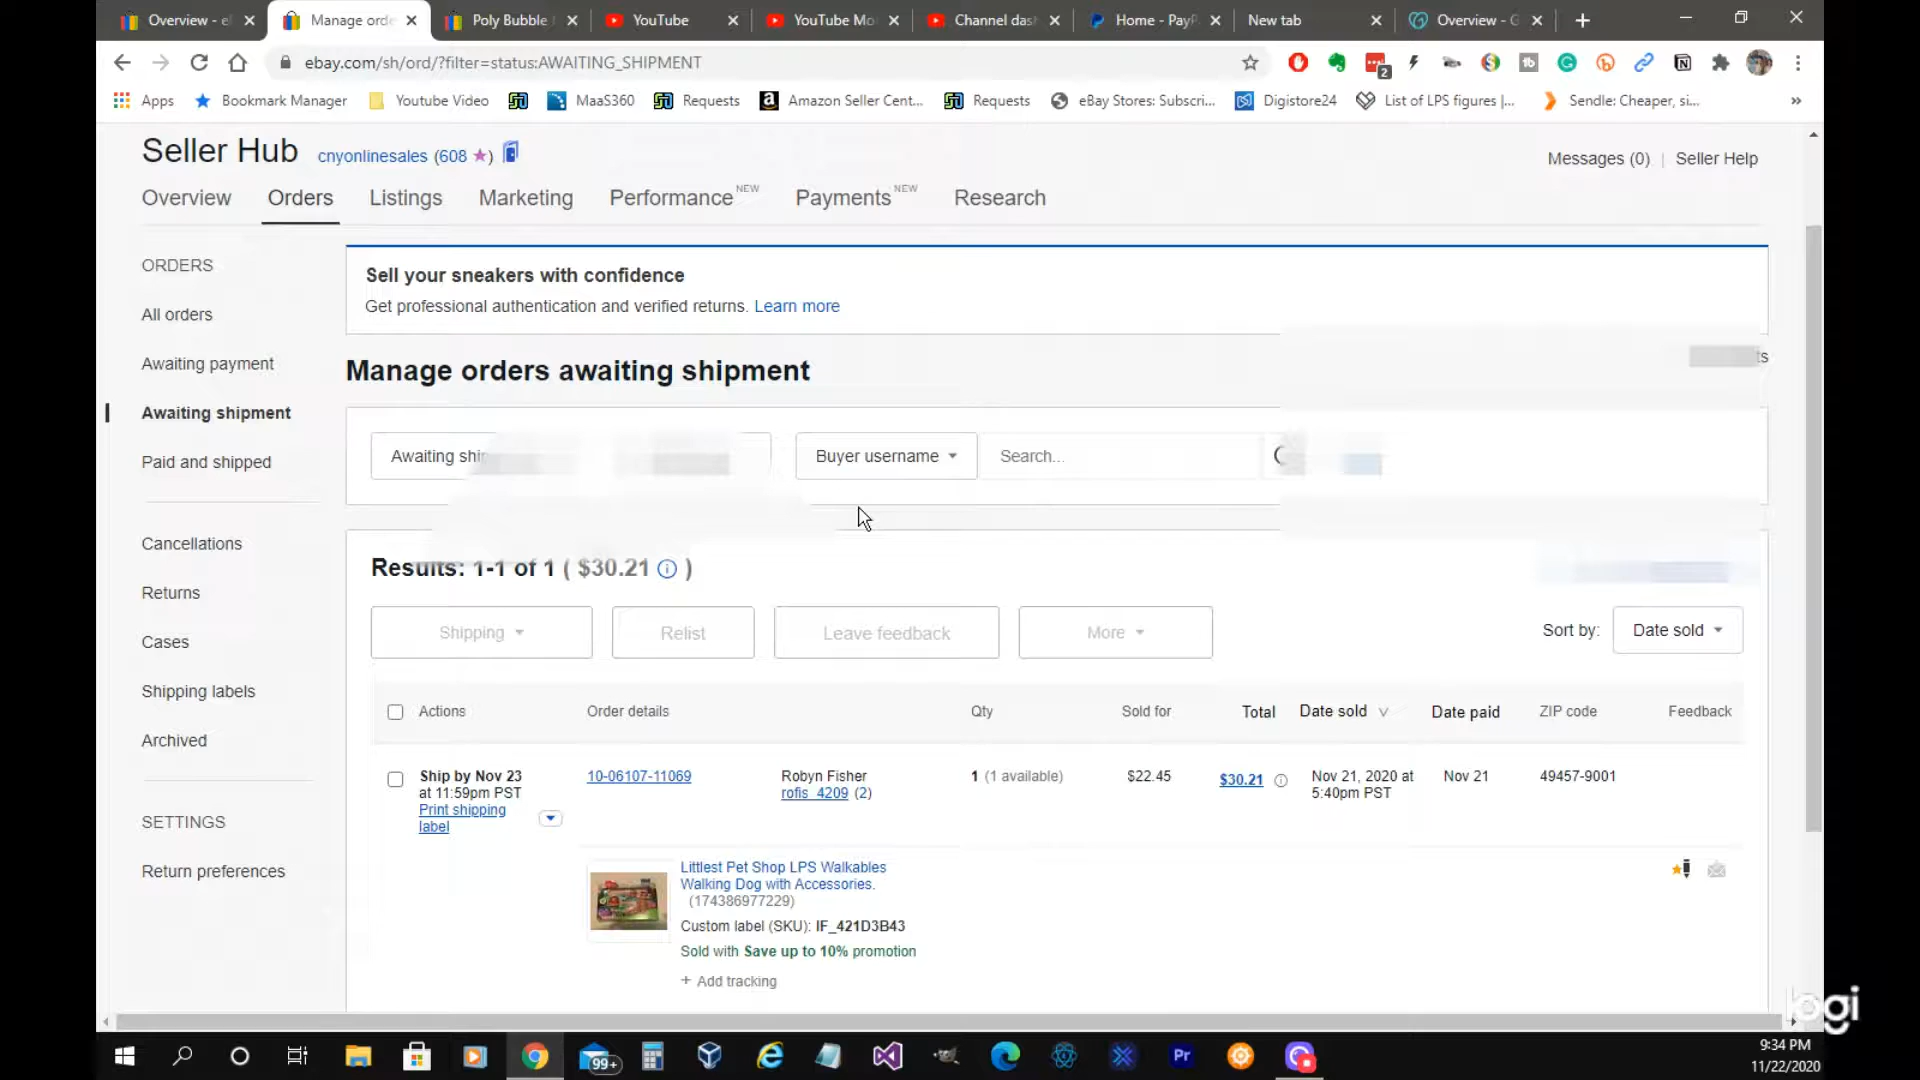 Overview - e
Manage orde
Poly Bubble
YouTube
YouTube Mo
Channel das
Home - PayP
New tab
Overview - G
ebay.com/sh/ord/?filter=status:AWAITING_SHIPMENT
2
Apps
Bookmark Manager
Youtube Video
MaaS360
Requests
Amazon Seller Cent...
Requests
eBay Stores: Subscri...
Digistore24
List of LPS figures |...
Sendle: Cheaper, si...
»
Seller Hub cnyonlinesales (608 ★)
Messages (0) | Seller Help
Overview Orders Listings Marketing Performance NEW Payments NEW Research
ORDERS
All orders
Awaiting payment
Awaiting shipment
Paid and shipped
Cancellations
Returns
Cases
Shipping labels
Archived
SETTINGS
Return preferences
Sell your sneakers with confidence
Get professional authentication and verified returns. Learn more
Manage orders awaiting shipment
Buyer username Search...
Results: 1-1 of 1 ( $30.21 )
Shipping Relist Leave feedback More
Sort by: Date sold
Actions Order details Qty Sold for Total Date sold Date paid ZIP code Feedback
Ship by Nov 23
at 11:59pm PST
Print shipping
label
10-06107-11069
Robyn Fisher
rofis_4209 (2)
1 (1 available)
$22.45
$30.21
Nov 21, 2020 at
5:40pm PST
Nov 21
49457-9001
Littlest Pet Shop LPS Walkables
Walking Dog with Accessories.
(174386977229)
Custom label (SKU): IF_421D3B43
Sold with Save up to 10% promotion
+ Add tracking
logi
99+
Pr
9:34 PM
11/22/2020